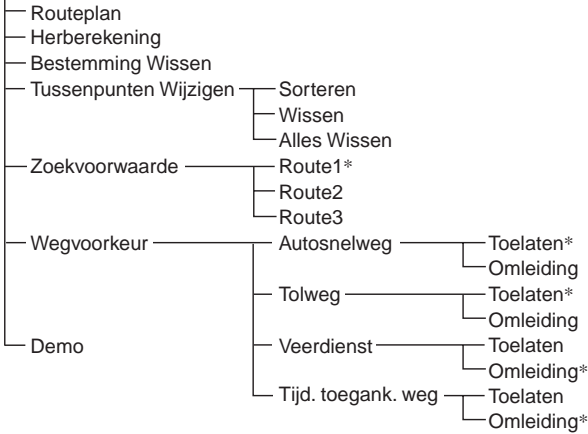 Routeplan
Herberekening
Bestemming Wissen
Tussenpunten Wijzigen Sorteren
Wissen
Alles Wissen
Zoekvoorwaarde Route1*
Route2
Route3
Wegvoorkeur Autosnelweg Toelaten*
Omleiding
Tolweg Toelaten*
Omleiding
Demo Veerdienst Toelaten
Omleiding*
Tijd. toegank. weg Toelaten
Omleiding*